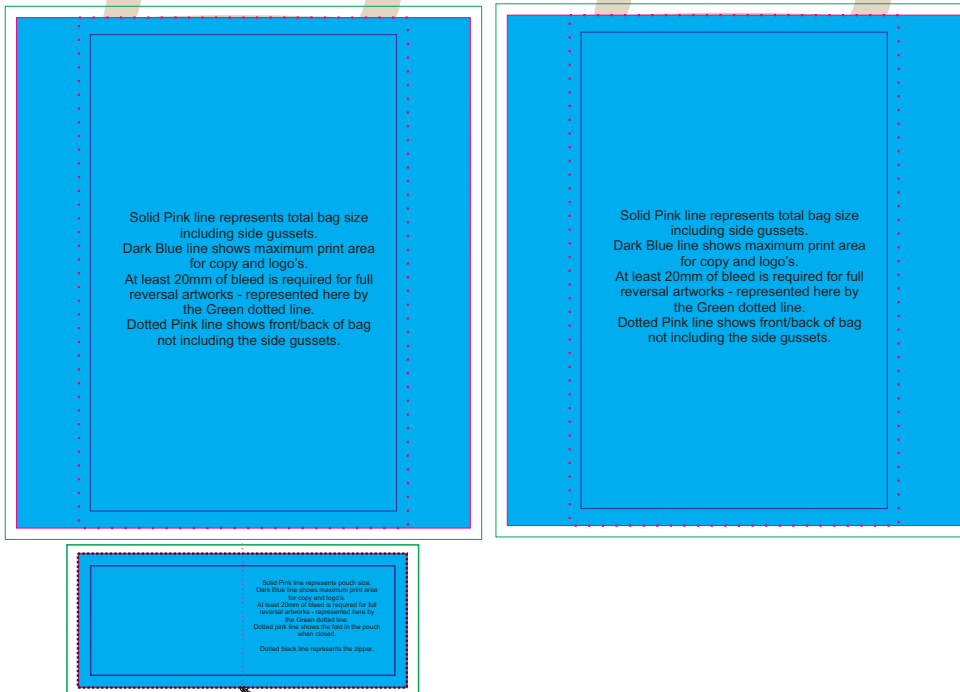 Solid Pink line represents total bag size
including side gussets.
Dark Blue line shows maximum print area
for copy and logo's.
At least 20mm of bleed is required for full
reversal artworks - represented here by
the Green dotted line.
Dotted Pink line shows front/back of bag
not including the side gussets.
Solid Pink line represents total bag size
including side gussets.
Dark Blue line shows maximum print area
for copy and logo's.
At least 20mm of bleed is required for full
reversal artworks - represented here by
the Green dotted line.
Dotted Pink line shows front/back of bag
not including the side gussets.
Solid Pink line represents pouch size.
Dark Blue line shows maximum print area
for copy and logo's.
At least 20mm of bleed is required for full
reversal artworks - represented here by
the Green dotted line.
Dotted pink line shows the fold in the pouch
when closed.
Dotted black line represents the zipper.